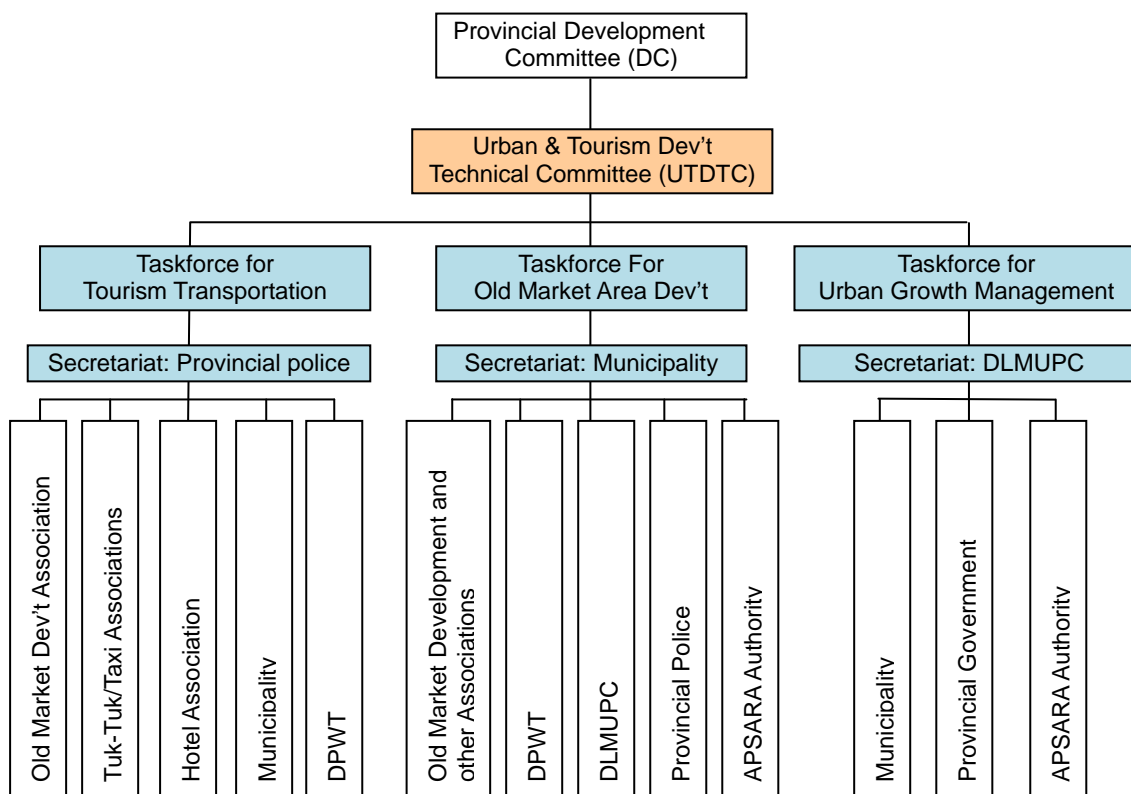 Provincial Development
Committee (DC)
Urban & Tourism Dev't
Technical Committee (UTDTC)
Taskforce for
Tourism Transportation
Taskforce For
Old Market Area Dev't
Taskforce for
Urban Growth Management
Secretariat: Provincial police
Secretariat: Municipality
Secretariat: DLMUPC
Old Market Dev't Association
Tuk-Tuk/Taxi Associations
Hotel Association
Municipality
DPWT
Old Market Development and
other Associations
DPWT
DLMUPC
Provincial Police
APSARA Authority
Municipality
Provincial Government
APSARA Authority